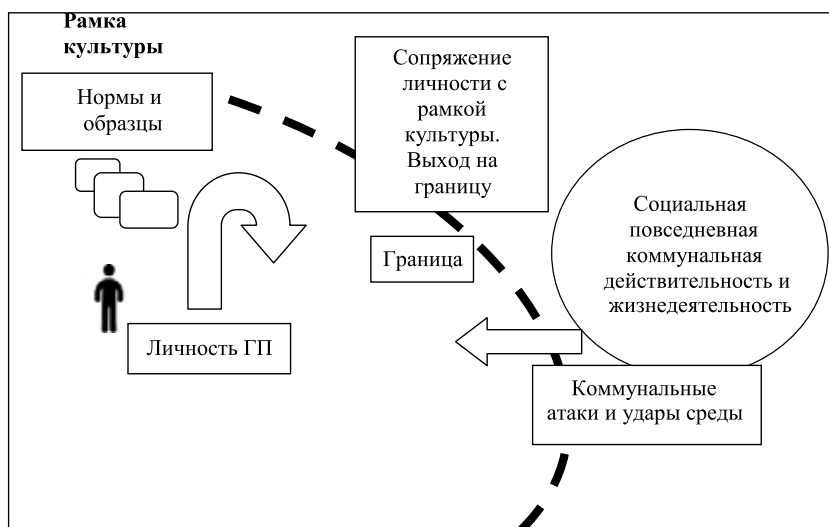 Рамка
культуры
Нормы и
образцы
Сопряжение
личности с
рамкой
культуры.
Выход на
границу
Социальная
повседневная
коммунальная
действительность и
жизнедеятельность
Граница
Личность ГП
Коммунальные
атаки и удары среды